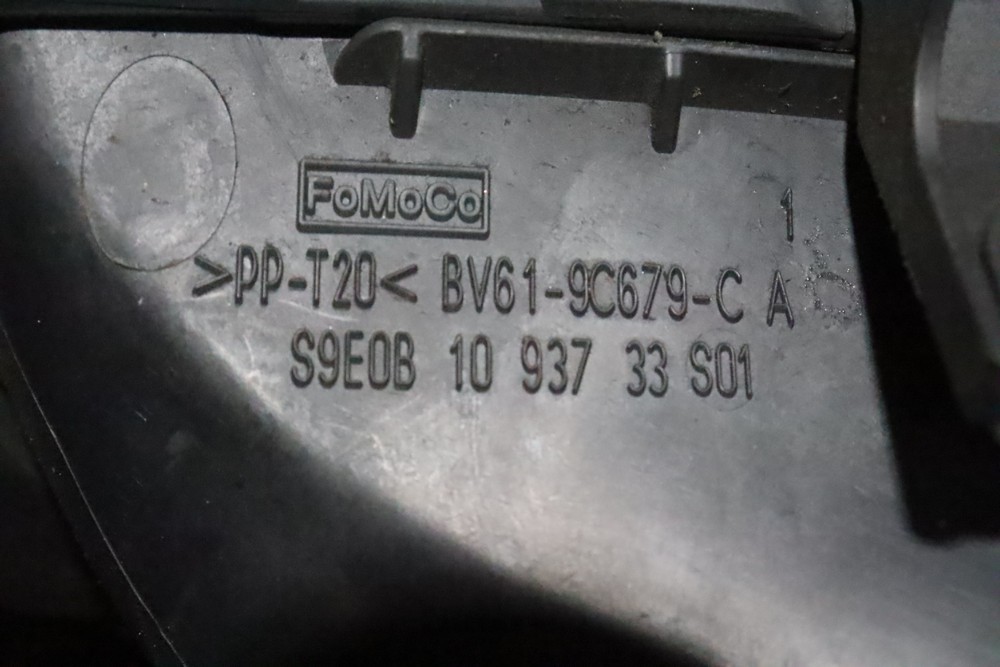 FoMoCo
1
>PP-T20< BV61-9C679-C A
S9E0B 10 937 33 S01